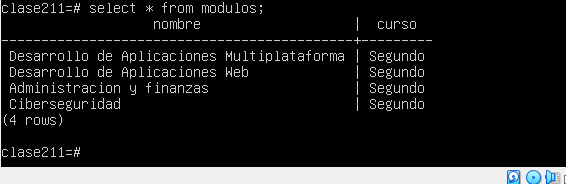 clase211=# select * from modulos;
nombre | curso
-----------------------------------+---------
Desarrollo de Aplicaciones Multiplataforma | Segundo
Desarrollo de Aplicaciones Web | Segundo
Administracion y finanzas | Segundo
Ciberseguridad | Segundo
(4 rows)
clase211=#